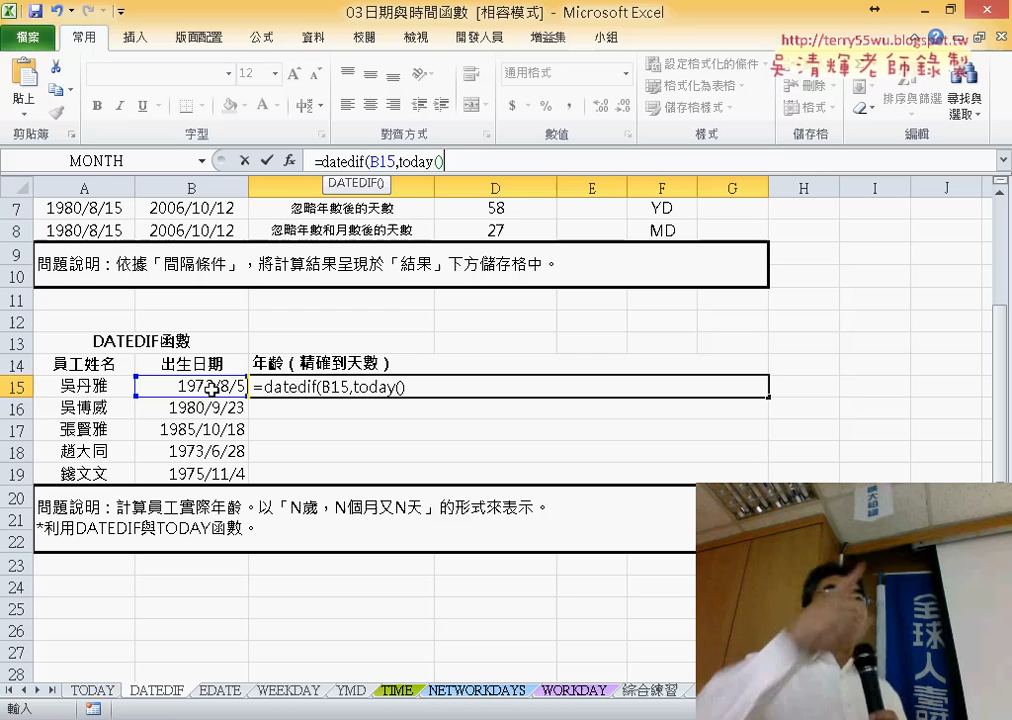 03日期與時間函數 [相容模式] - Microsoft Excel
檔案 常用 插入 版面配置 公式 資料 校閱 檢視 開發人員 增益集 小組
http://terry55wu.blogspot.tw
吳清輝老師錄製
貼上 12 通用格式 設定格式化的條件 格式化為表格 儲存格樣式 刪除 格式 排序與篩選 尋找與選取
剪貼簿 字型 對齊方式 數值 樣式 儲存格 編輯
MONTH =datedif(B15,today()
DATEDIF()
A B D E F G H I J
7 1980/8/15 2006/10/12 忽略年數後的天數 58 YD
8 1980/8/15 2006/10/12 忽略年數和月數後的天數 27 MD
9 問題說明：依據「間隔條件」，將計算結果呈現於「結果」下方儲存格中。
10
11
12
13 DATEDIF函數
14 員工姓名 出生日期 年齡（精確到天數）
15 吳丹雅 =datedif(B15,today()
16 吳博威 1980/9/23
17 張賢雅 1985/10/18
18 趙大同 1973/6/28
19 錢文文 1975/11/4
20 問題說明：計算員工實際年齡。以「N歲，N個月又N天」的形式來表示。
21 *利用DATEDIF與TODAY函數。
22
23
24
25
26
27
28
全球人壽
TODAY DATEDIF EDATE WEEKDAY YMD TIME NETWORKDAYS WORKDAY 綜合練習
輸入